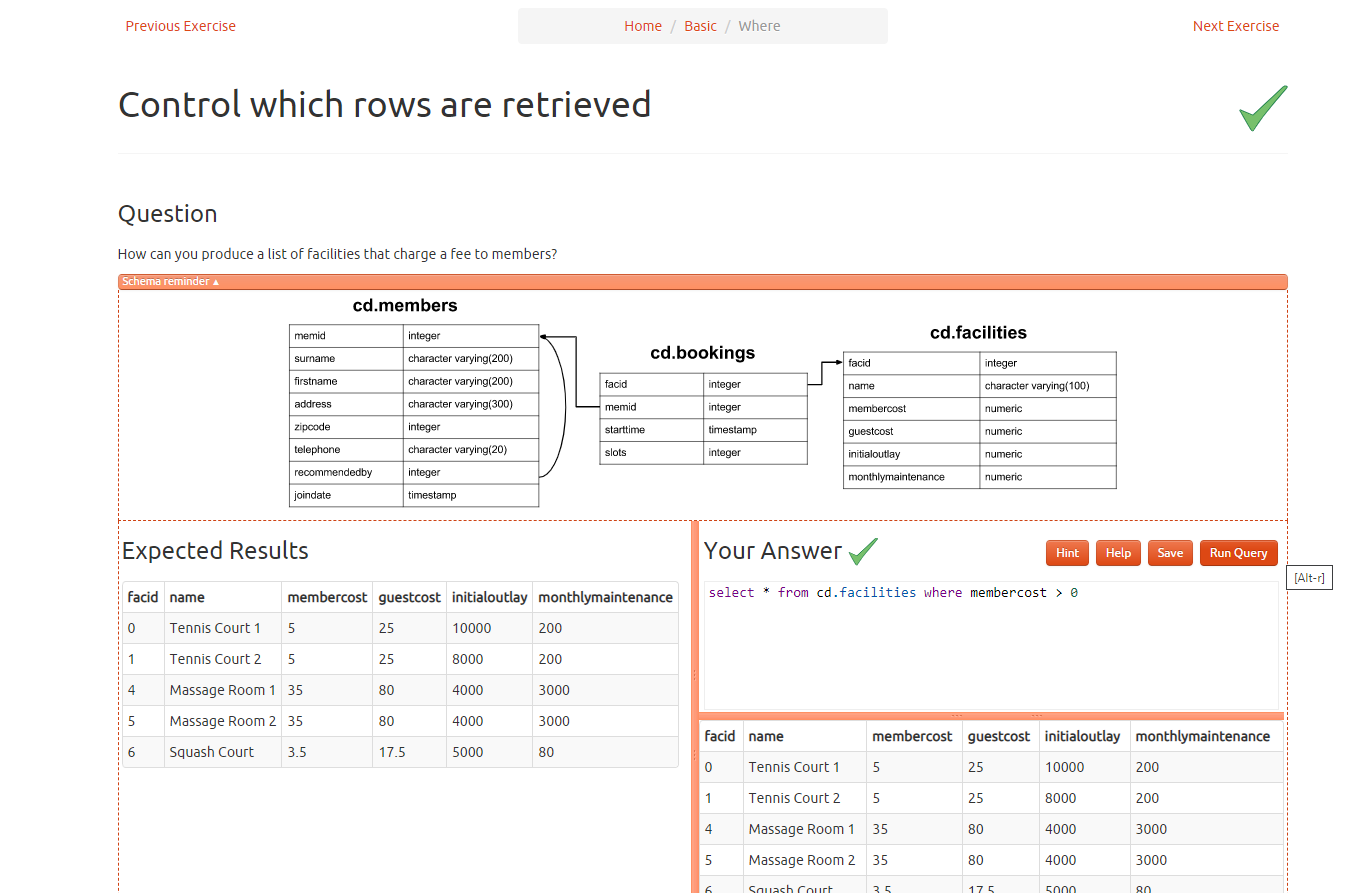 Previous Exercise
Home / Basic / Where
Next Exercise
Control which rows are retrieved
Question
How can you produce a list of facilities that charge a fee to members?
Schema reminder ▲
cd.members
memid integer
surname character varying(200)
firstname character varying(200)
address character varying(300)
zipcode integer
telephone character varying(20)
recommendedby integer
joindate timestamp
cd.bookings
facid integer
memid integer
starttime timestamp
slots integer
cd.facilities
facid integer
name character varying(100)
membercost numeric
guestcost numeric
initialoutlay numeric
monthlymaintenance numeric
Expected Results
facid name membercost guestcost initialoutlay monthlymaintenance
0 Tennis Court 1 5 25 10000 200
1 Tennis Court 2 5 25 8000 200
4 Massage Room 1 35 80 4000 3000
5 Massage Room 2 35 80 4000 3000
6 Squash Court 3.5 17.5 5000 80
Your Answer
Hint Help Save Run Query
[Alt-r]
select * from cd.facilities where membercost > 0
facid name membercost guestcost initialoutlay monthlymaintenance
0 Tennis Court 1 5 25 10000 200
1 Tennis Court 2 5 25 8000 200
4 Massage Room 1 35 80 4000 3000
5 Massage Room 2 35 80 4000 3000
6 Squash Court 3.5 17.5 5000 80